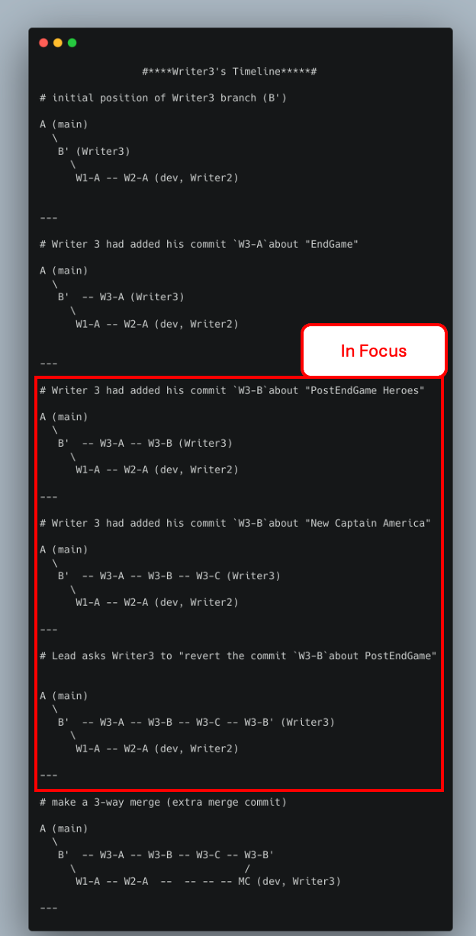 #****Writer3's Timeline*****#
# initial position of Writer3 branch (B')
A (main)
\
B' (Writer3)
\
W1-A -- W2-A (dev, Writer2)
---
# Writer 3 had added his commit `W3-A`about "EndGame"
A (main)
\
B'  -- W3-A (Writer3)
\
W1-A -- W2-A (dev, Writer2)
In Focus
---
# Writer 3 had added his commit `W3-B`about "PostEndGame Heroes"
A (main)
\
B'  -- W3-A -- W3-B (Writer3)
\
W1-A -- W2-A (dev, Writer2)
---
# Writer 3 had added his commit `W3-B`about "New Captain America"
A (main)
\
B'  -- W3-A -- W3-B -- W3-C (Writer3)
\
W1-A -- W2-A (dev, Writer2)
---
# Lead asks Writer3 to "revert the commit `W3-B`about PostEndGame"
A (main)
\
B'  -- W3-A -- W3-B -- W3-C -- W3-B' (Writer3)
\
W1-A -- W2-A (dev, Writer2)
---
# make a 3-way merge (extra merge commit)
A (main)
\
B'  -- W3-A -- W3-B -- W3-C -- W3-B'
\ /
W1-A -- W2-A  --  -- -- -- MC (dev, Writer3)
---